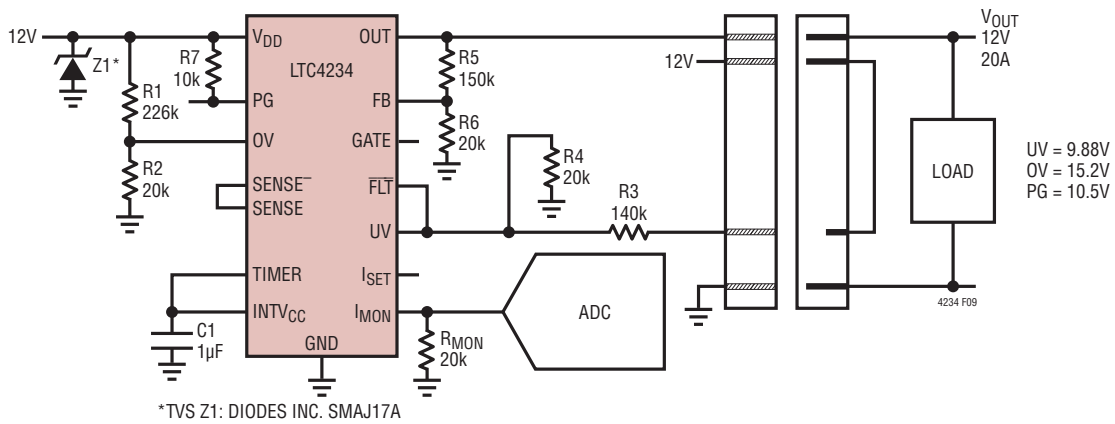 12V
Z1*
R1
226k
R2
20k
R7
10k
VDD
PG
OV
SENSE–
SENSE
TIMER
INTVCC
C1
1µF
LTC4234
GND
OUT
FB
GATE
FLT
UV
ISET
IMON
R5
150k
R6
20k
R4
20k
R3
140k
RMON
20k
ADC
12V
VOUT
12V
20A
LOAD
UV = 9.88V
OV = 15.2V
PG = 10.5V
4234 F09
*TVS Z1: DIODES INC. SMAJ17A